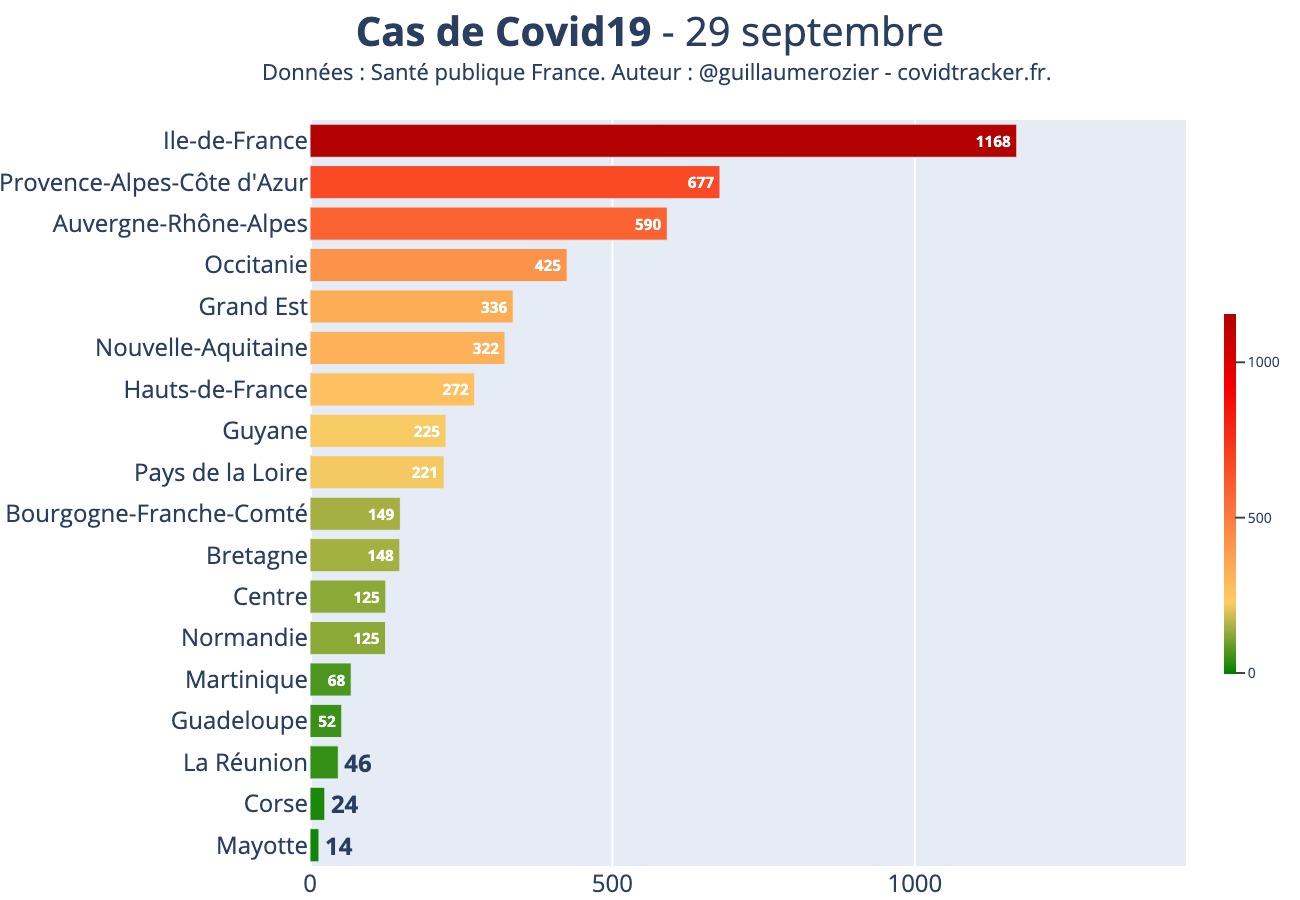 Cas de Covid19 - 29 septembre
Données : Santé publique France. Auteur : @guillaumerozier - covidtracker.fr.
Ile-de-France 1168
Provence-Alpes-Côte d'Azur 677
Auvergne-Rhône-Alpes 590
Occitanie 425
Grand Est 336
Nouvelle-Aquitaine 322
Hauts-de-France 272
Guyane 225
Pays de la Loire 221
Bourgogne-Franche-Comté 149
Bretagne 148
Centre 125
Normandie 125
Martinique 68
Guadeloupe 52
La Réunion 46
Corse 24
Mayotte 14
0 500 1000
1000
500
0